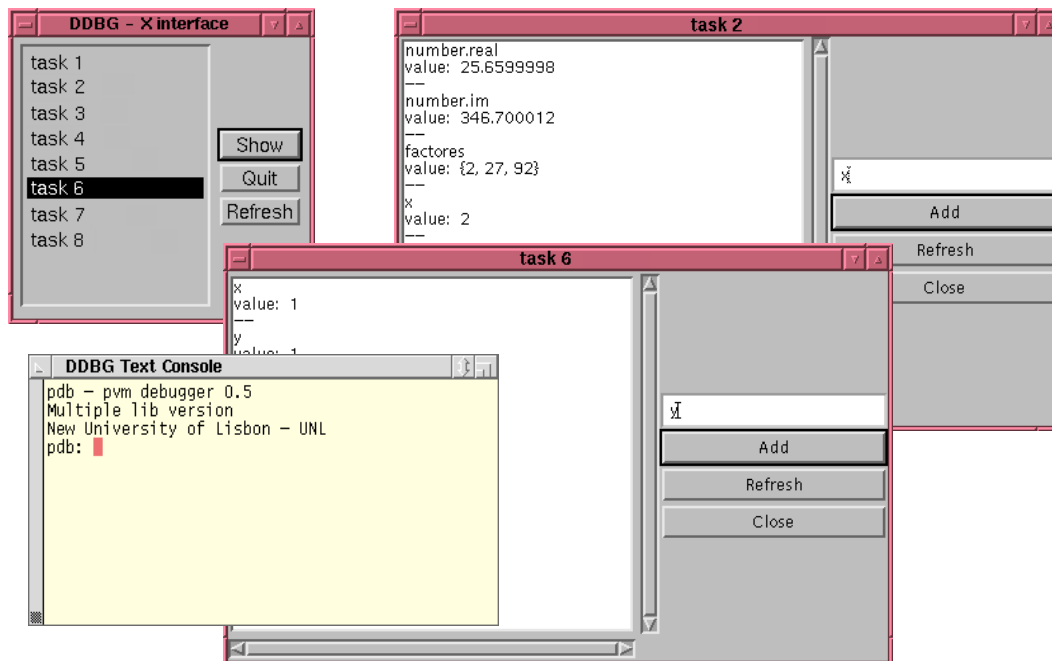 DDBG - X interface
task 1
task 2
task 3
task 4
task 5
task 6
task 7
task 8
Show
Quit
Refresh
task 2
number.real
value: 25.6599998
--
number.im
value: 346.700012
--
factores
value: {2, 27, 92}
--
x
value: 2
--
x
Add
Refresh
Close
task 6
x
value: 1
--
y
value: 1
y
Add
Refresh
Close
DDBG Text Console
pdb - pvm debugger 0.5
Multiple lib version
New University of Lisbon - UNL
pdb: